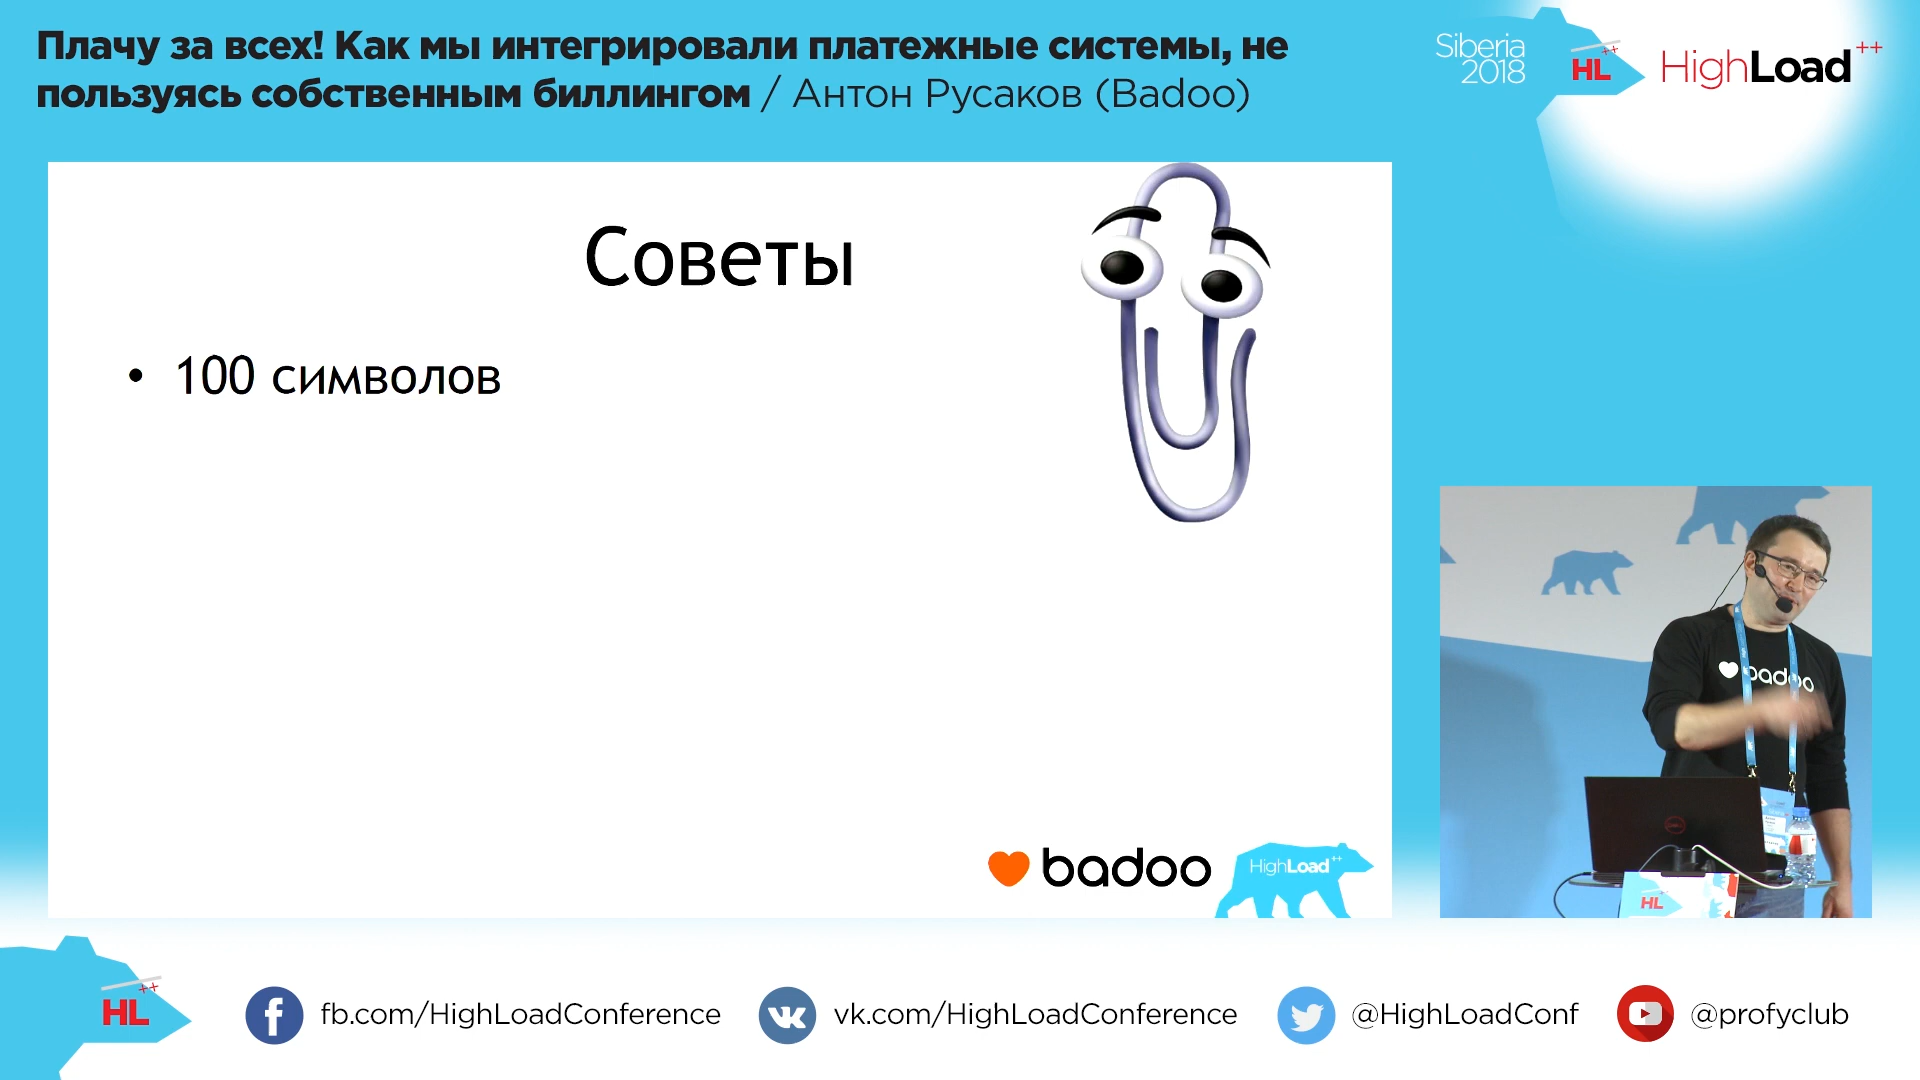 Плачу за всех! Как мы интегрировали платежные системы, не
пользуясь собственным биллингом / Антон Русаков (Badoo)
Siberia
2018
HL++
HighLoad++
Советы
• 100 символов
badoo
HighLoad++
badoo
HL
HL++
fb.com/HighLoadConference
vk.com/HighLoadConference
@HighLoadConf
@profyclub